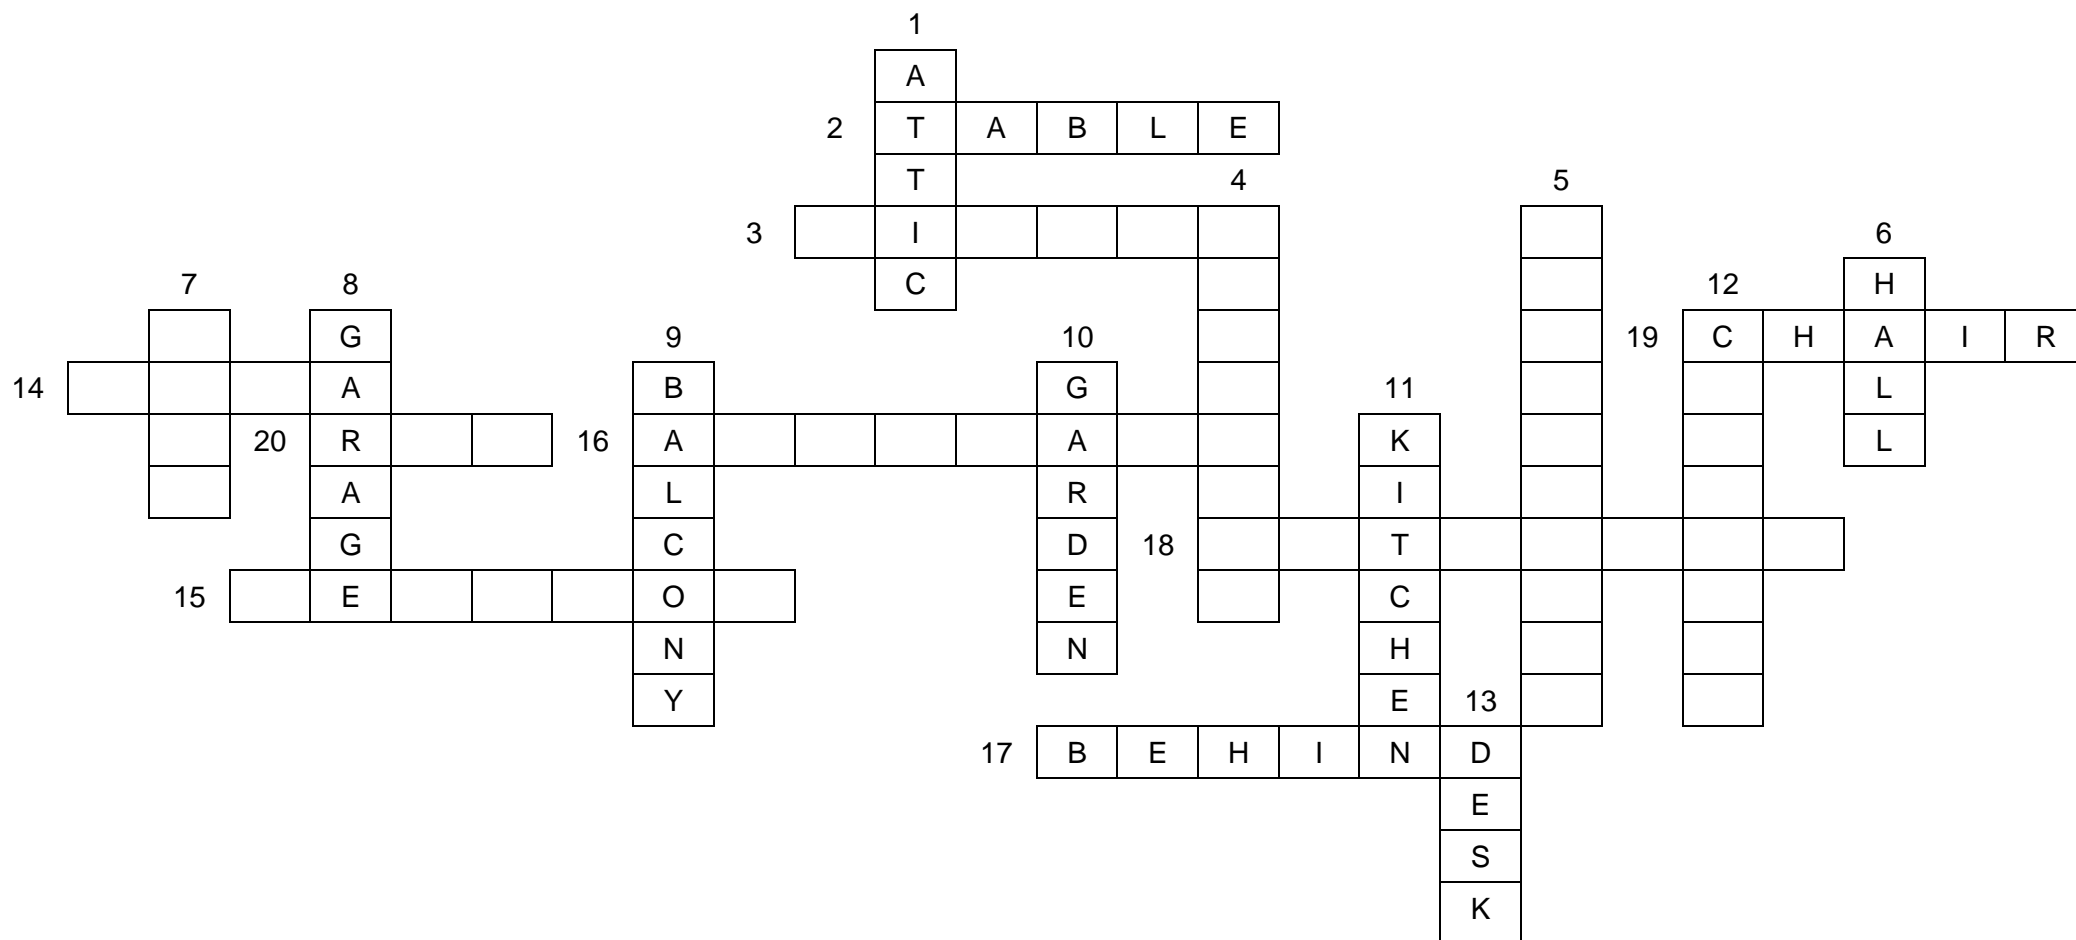 1
A
2 T A B L E
T 4 5
3 I 6
7 8 C 12 H
G 9 10 19 C H A I R
14 A B G 11 L
20 R 16 A A K L
A L R I
G C D 18 T
15 E O E C
N N H
Y E 13
17 B E H I N D
E
S
K